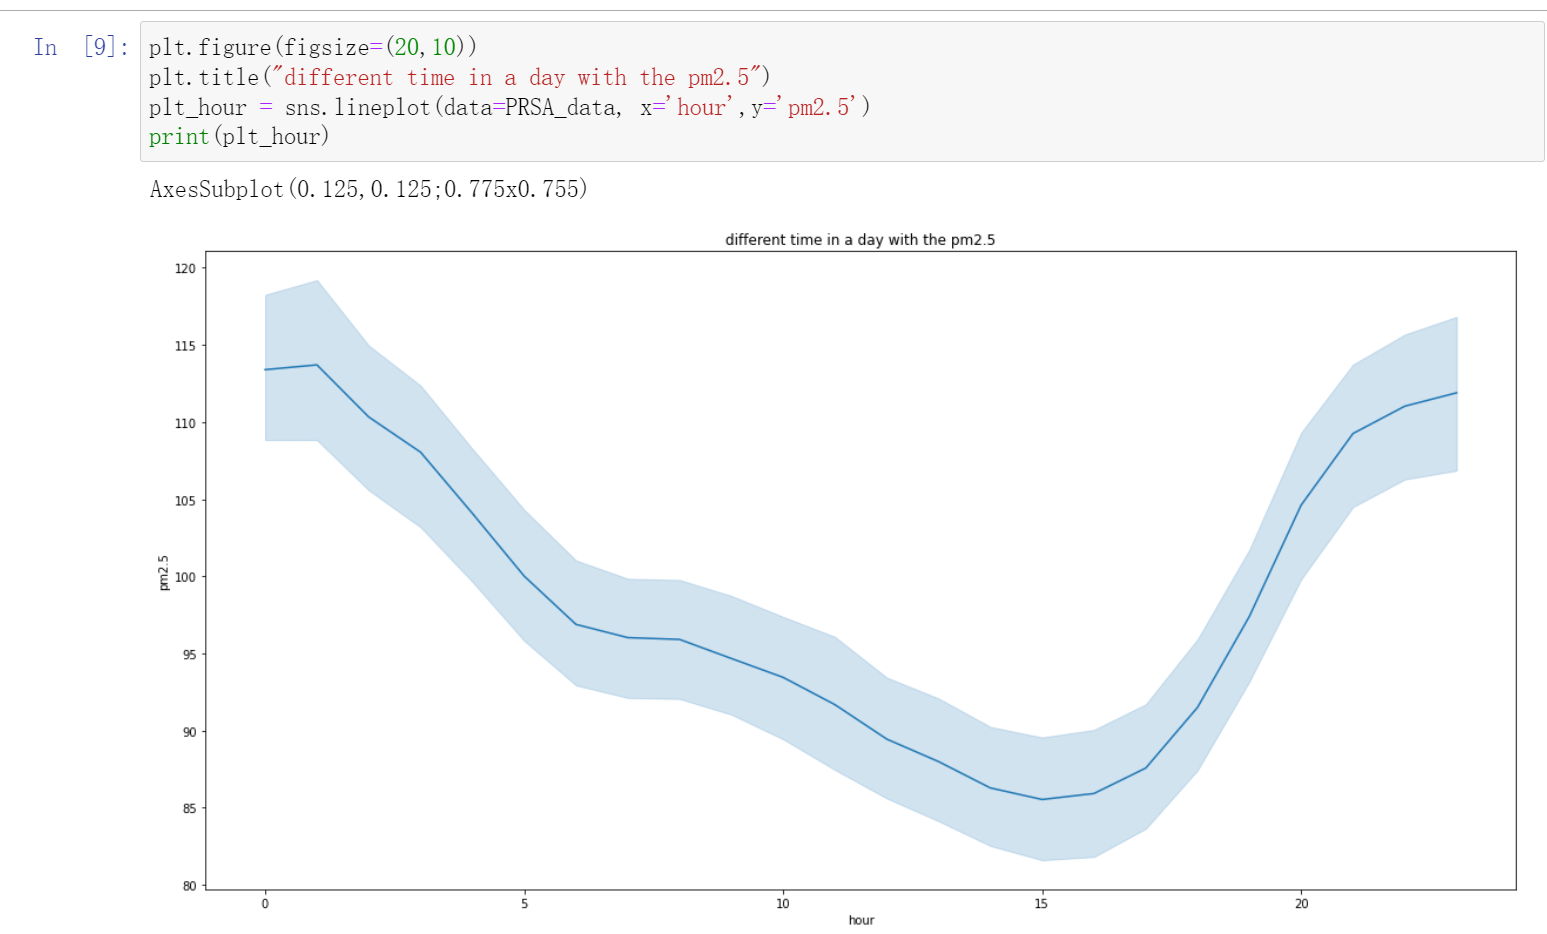 In [9]: plt.figure(figsize=(20,10))
plt.title("different time in a day with the pm2.5")
plt_hour = sns.lineplot(data=PRSA_data, x='hour',y='pm2.5')
print(plt_hour)
AxesSubplot(0.125,0.125;0.775x0.755)
different time in a day with the pm2.5
120
115
110
105
100
95
90
85
80
pm2.5
0 5 10 15 20
hour